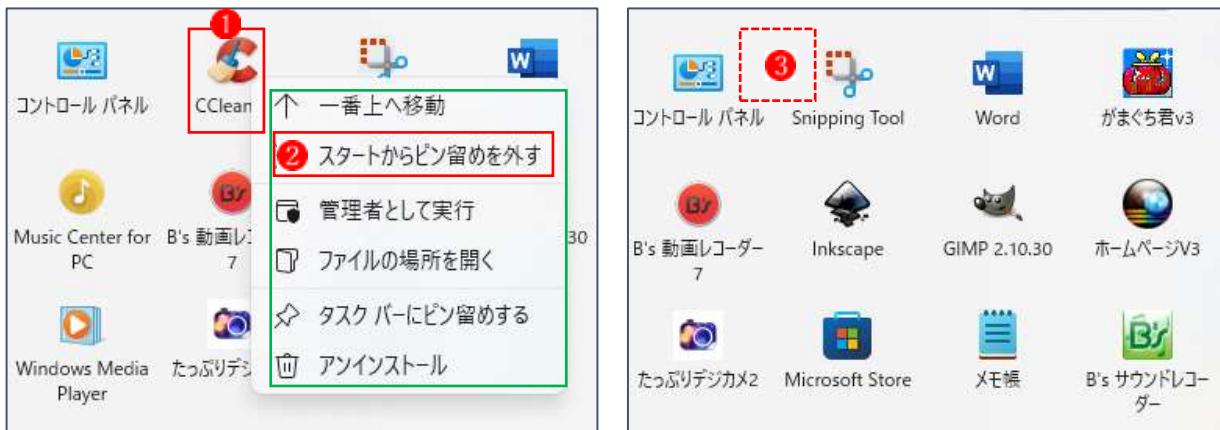 1
コントロール パネル
CClean
↑ 一番上へ移動
2 スタートからピン留めを外す
管理者として実行
ファイルの場所を開く
タスク バーにピン留めする
アンインストール
W
Music Center for
PC
B's
B's 動画レコ
7
30
Windows Media
Player
たっぷりデジ
3
コントロール パネル
Snipping Tool
W
Word
がまぐち君v3
B's
B's 動画レコーダー
7
Inkscape
GIMP 2.10.30
ホームページV3
たっぷりデジカメ2
Microsoft Store
メモ帳
B's
B's サウンドレコー
ダー